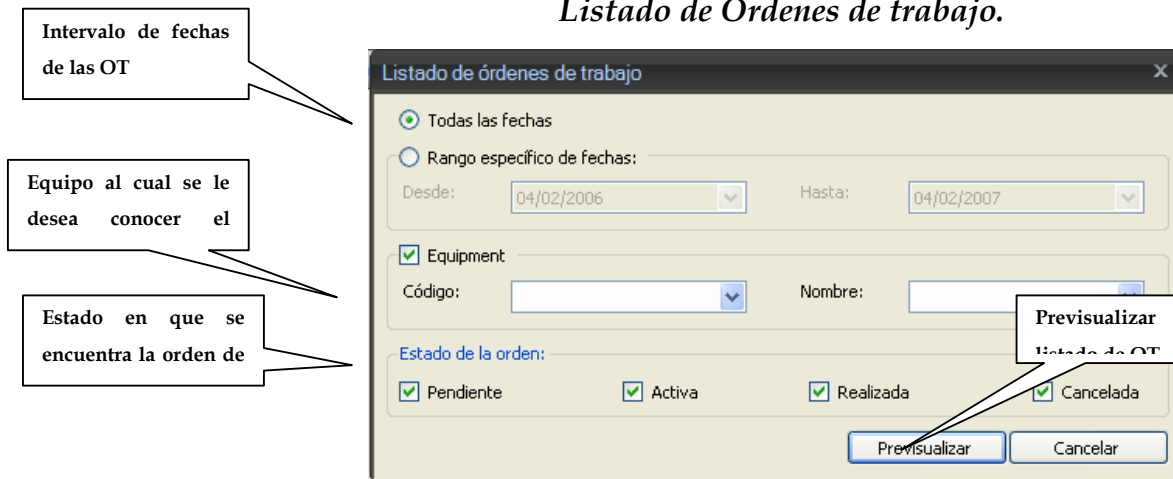 Listado de Ordenes de trabajo.
Intervalo de fechas
de las OT
Listado de órdenes de trabajo
Todas las fechas
Rango específico de fechas:
Desde: 04/02/2006 Hasta: 04/02/2007
Equipo al cual se le
desea conocer el
Equipment
Código: Nombre:
Estado en que se
encuentra la orden de
Previsualizar
listado de OT
Estado de la orden:
Pendiente Activa Realizada Cancelada
Previsualizar Cancelar